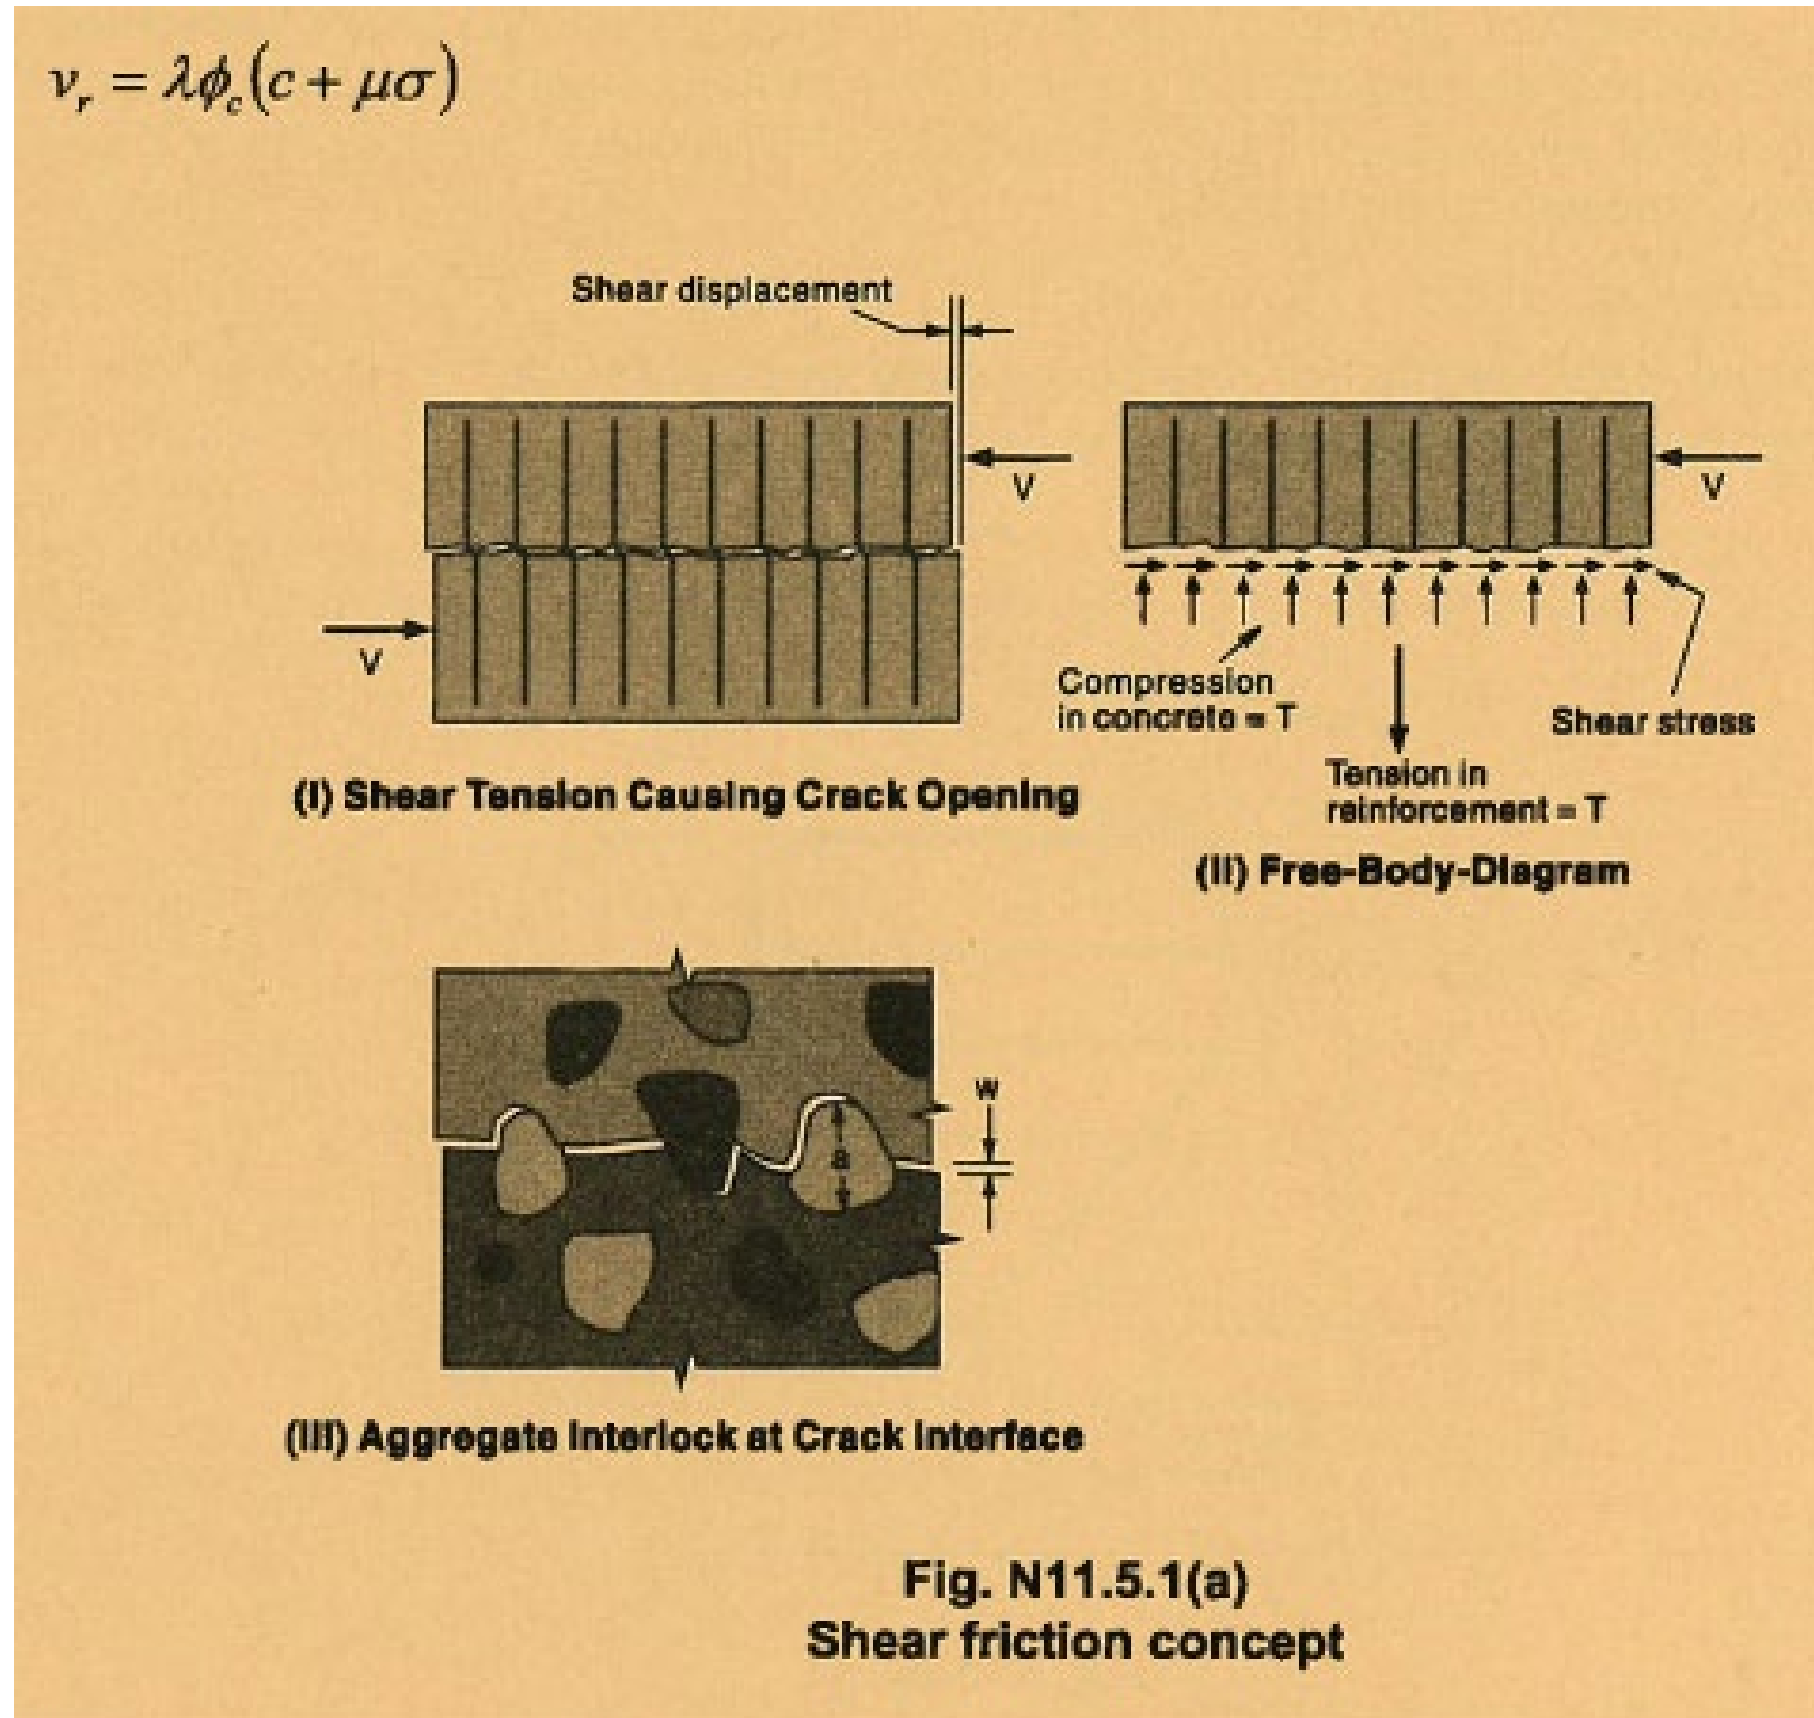 νᵣ = λϕ_c(c + μσ)
Shear displacement
V
V
(I) Shear Tension Causing Crack Opening
V
Compression
in concrete = T
Shear stress
Tension in
reinforcement = T
(II) Free-Body-Diagram
w
a
(III) Aggregate Interlock at Crack Interface
Fig. N11.5.1(a)
Shear friction concept